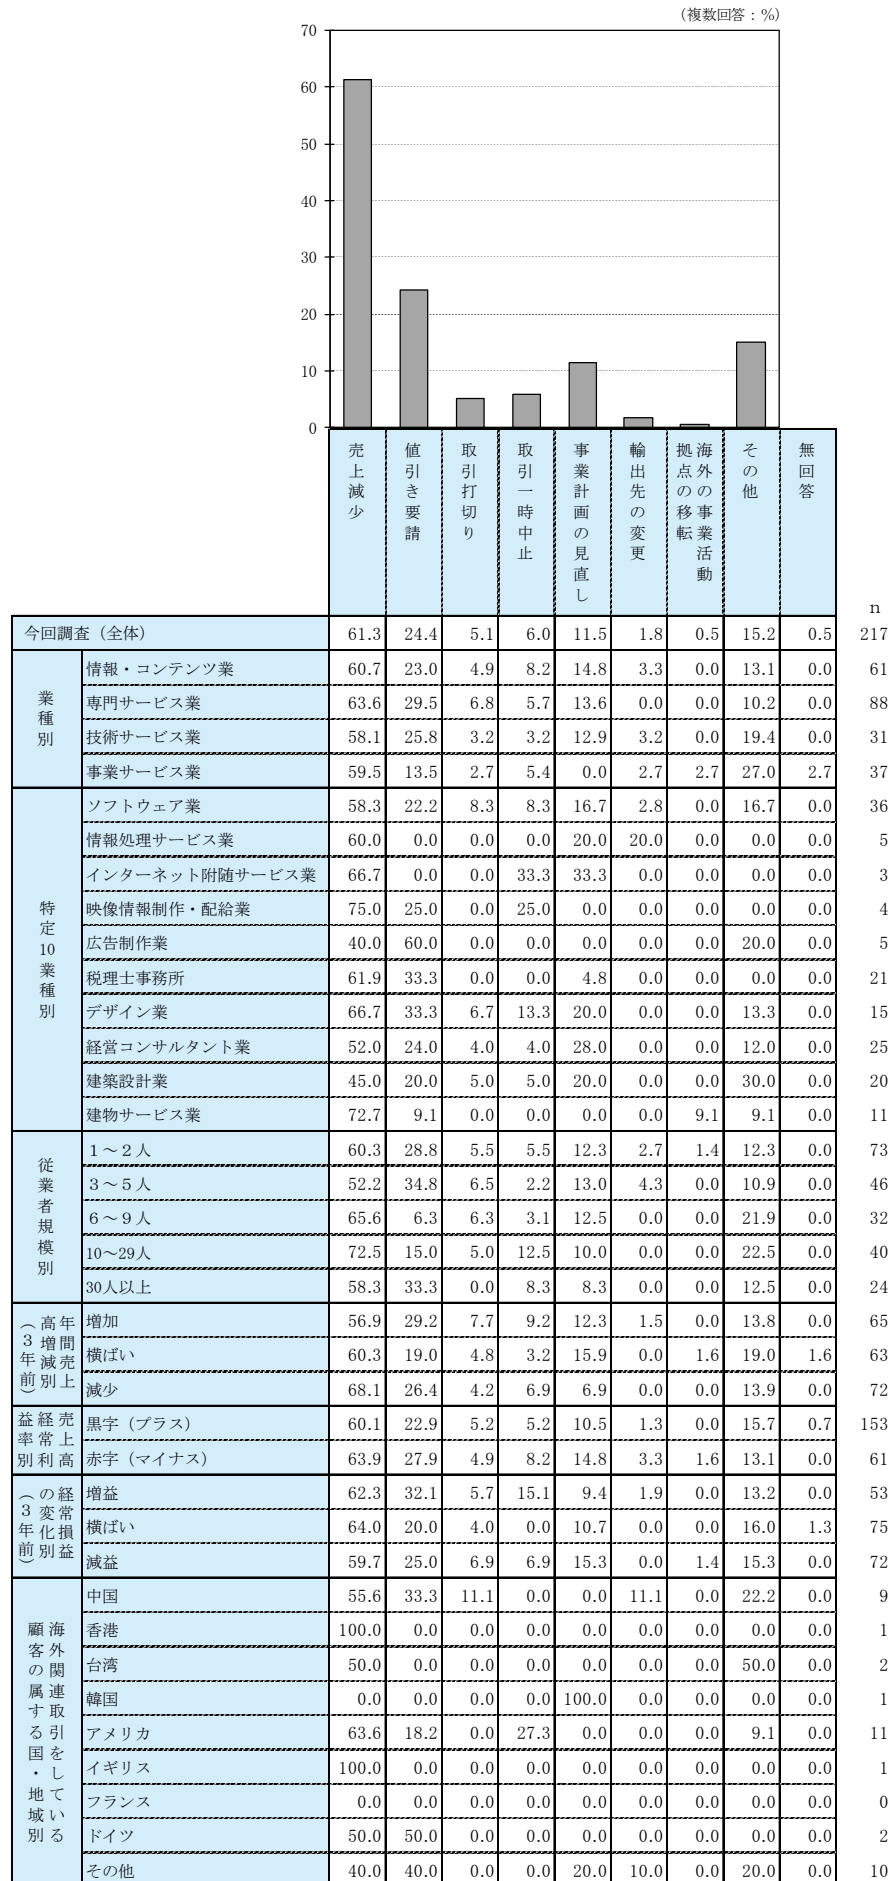 （複数回答：％）
70
60
50
40
30
20
10
0
売上減少
値引き要請
取引打切り
取引一時中止
事業計画の見直し
輸出先の変更
海外の事業活動
拠点の移転
その他
無回答
n
今回調査（全体） 61.3 24.4 5.1 6.0 11.5 1.8 0.5 15.2 0.5 217
業種別
情報・コンテンツ業 60.7 23.0 4.9 8.2 14.8 3.3 0.0 13.1 0.0 61
専門サービス業 63.6 29.5 6.8 5.7 13.6 0.0 0.0 10.2 0.0 88
技術サービス業 58.1 25.8 3.2 3.2 12.9 3.2 0.0 19.4 0.0 31
事業サービス業 59.5 13.5 2.7 5.4 0.0 2.7 2.7 27.0 2.7 37
特定10業種別
ソフトウェア業 58.3 22.2 8.3 8.3 16.7 2.8 0.0 16.7 0.0 36
情報処理サービス業 60.0 0.0 0.0 0.0 20.0 20.0 0.0 0.0 0.0 5
インターネット附随サービス業 66.7 0.0 0.0 33.3 33.3 0.0 0.0 0.0 0.0 3
映像情報制作・配給業 75.0 25.0 0.0 25.0 0.0 0.0 0.0 0.0 0.0 4
広告制作業 40.0 60.0 0.0 0.0 0.0 0.0 0.0 20.0 0.0 5
税理士事務所 61.9 33.3 0.0 0.0 4.8 0.0 0.0 0.0 0.0 21
デザイン業 66.7 33.3 6.7 13.3 20.0 0.0 0.0 13.3 0.0 15
経営コンサルタント業 52.0 24.0 4.0 4.0 28.0 0.0 0.0 12.0 0.0 25
建築設計業 45.0 20.0 5.0 5.0 20.0 0.0 0.0 30.0 0.0 20
建物サービス業 72.7 9.1 0.0 0.0 0.0 0.0 9.1 9.1 0.0 11
従業者規模別
１～２人 60.3 28.8 5.5 5.5 12.3 2.7 1.4 12.3 0.0 73
３～５人 52.2 34.8 6.5 2.2 13.0 4.3 0.0 10.9 0.0 46
６～９人 65.6 6.3 6.3 3.1 12.5 0.0 0.0 21.9 0.0 32
10～29人 72.5 15.0 5.0 12.5 10.0 0.0 0.0 22.5 0.0 40
30人以上 58.3 33.3 0.0 8.3 8.3 0.0 0.0 12.5 0.0 24
年間売上
高増減別
（３年前）
増加 56.9 29.2 7.7 9.2 12.3 1.5 0.0 13.8 0.0 65
横ばい 60.3 19.0 4.8 3.2 15.9 0.0 1.6 19.0 1.6 63
減少 68.1 26.4 4.2 6.9 6.9 0.0 0.0 13.9 0.0 72
売上高
経常利
益率別
黒字（プラス） 60.1 22.9 5.2 5.2 10.5 1.3 0.0 15.7 0.7 153
赤字（マイナス） 63.9 27.9 4.9 8.2 14.8 3.3 1.6 13.1 0.0 61
経常損益
の変化別
（３年前）
増益 62.3 32.1 5.7 15.1 9.4 1.9 0.0 13.2 0.0 53
横ばい 64.0 20.0 4.0 0.0 10.7 0.0 0.0 16.0 1.3 75
減益 59.7 25.0 6.9 6.9 15.3 0.0 1.4 15.3 0.0 72
海外関連取引をしている
顧客の属する国・地域別
中国 55.6 33.3 11.1 0.0 0.0 11.1 0.0 22.2 0.0 9
香港 100.0 0.0 0.0 0.0 0.0 0.0 0.0 0.0 0.0 1
台湾 50.0 0.0 0.0 0.0 0.0 0.0 0.0 50.0 0.0 2
韓国 0.0 0.0 0.0 0.0 100.0 0.0 0.0 0.0 0.0 1
アメリカ 63.6 18.2 0.0 27.3 0.0 0.0 0.0 9.1 0.0 11
イギリス 100.0 0.0 0.0 0.0 0.0 0.0 0.0 0.0 0.0 1
フランス 0.0 0.0 0.0 0.0 0.0 0.0 0.0 0.0 0.0 0
ドイツ 50.0 50.0 0.0 0.0 0.0 0.0 0.0 0.0 0.0 2
その他 40.0 40.0 0.0 0.0 20.0 10.0 0.0 20.0 0.0 10